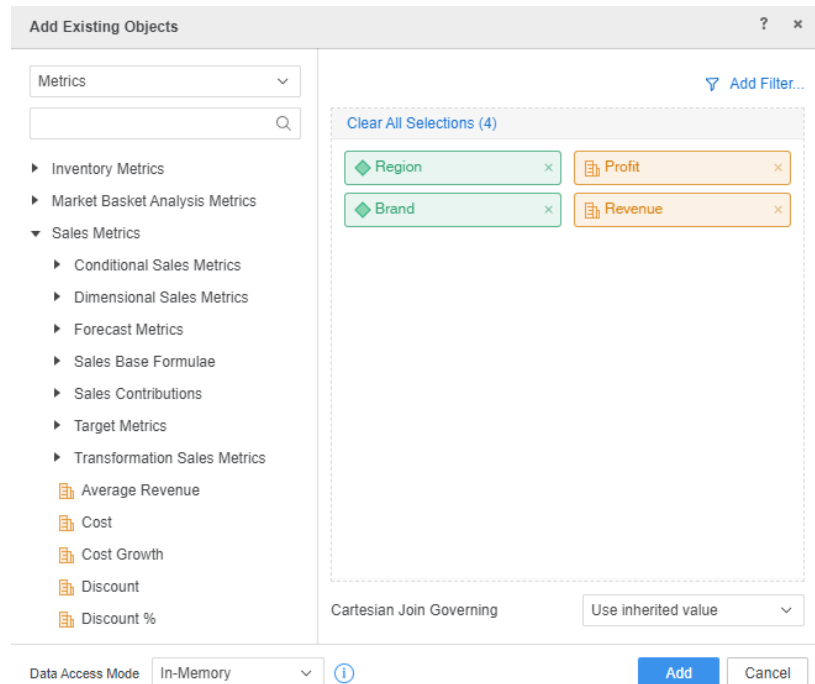 Add Existing Objects
? ×
Metrics
Add Filter...
Clear All Selections (4)
Region ×
Profit ×
Brand ×
Revenue ×
Inventory Metrics
Market Basket Analysis Metrics
Sales Metrics
Conditional Sales Metrics
Dimensional Sales Metrics
Forecast Metrics
Sales Base Formulae
Sales Contributions
Target Metrics
Transformation Sales Metrics
Average Revenue
Cost
Cost Growth
Discount
Discount %
Cartesian Join Governing
Use inherited value
Data Access Mode
In-Memory
i
Add
Cancel